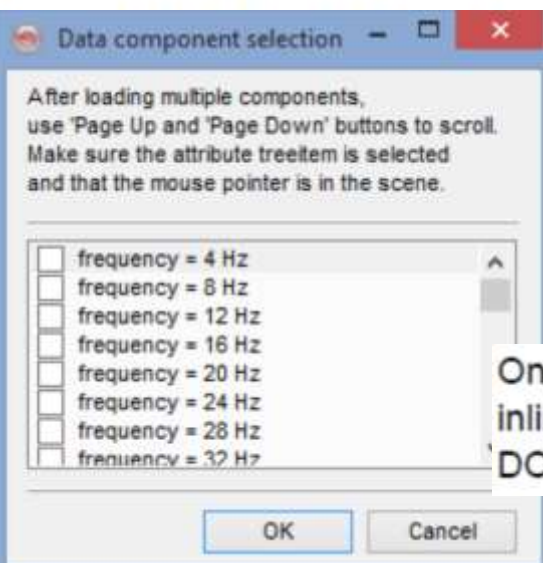 Data component selection
After loading multiple components,
use 'Page Up and 'Page Down' buttons to scroll.
Make sure the attribute treeitem is selected
and that the mouse pointer is in the scene.
frequency = 4 Hz
frequency = 8 Hz
frequency = 12 Hz
frequency = 16 Hz
frequency = 20 Hz
frequency = 24 Hz
frequency = 28 Hz
frequency = 32 Hz
On
inli
DO
OK
Cancel